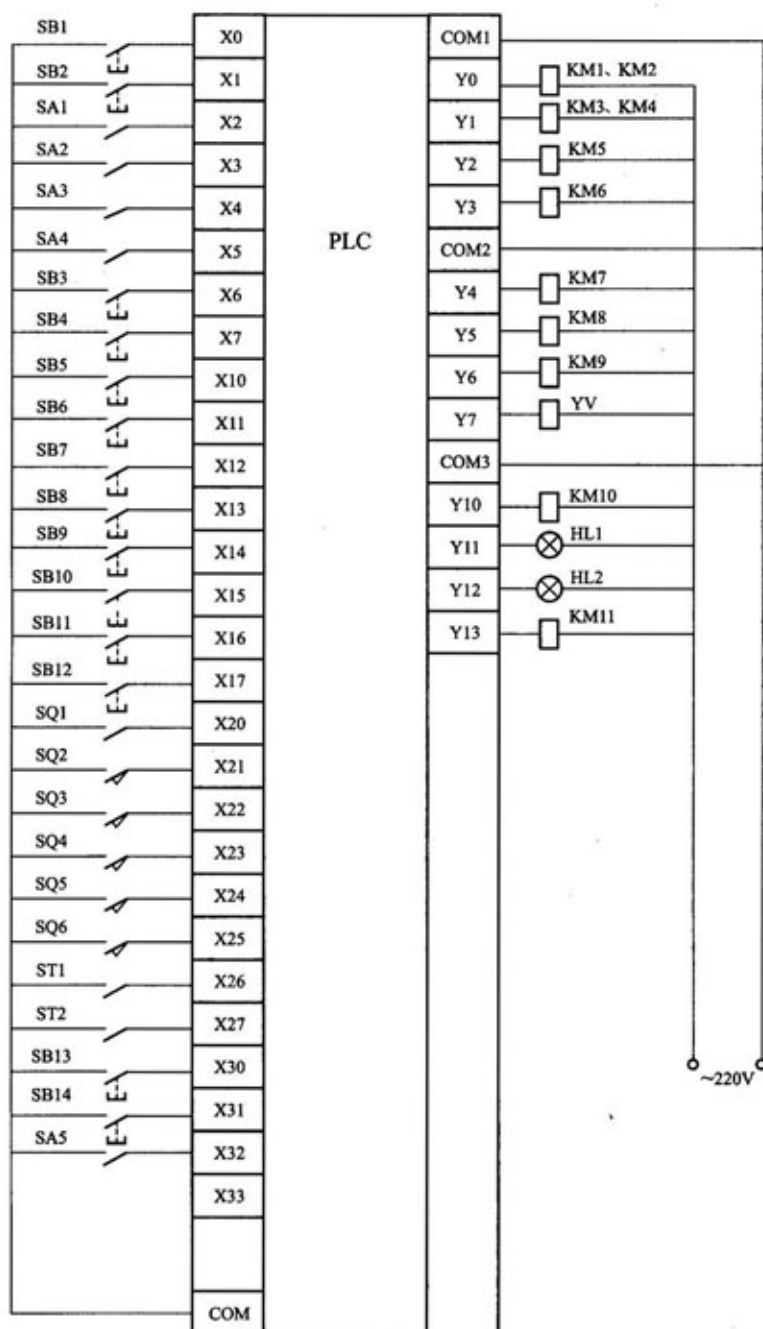 SB1
SB2
SA1
SA2
SA3
SA4
SB3
SB4
SB5
SB6
SB7
SB8
SB9
SB10
SB11
SB12
SQ1
SQ2
SQ3
SQ4
SQ5
SQ6
ST1
ST2
SB13
SB14
SA5
X0
X1
X2
X3
X4
X5
X6
X7
X10
X11
X12
X13
X14
X15
X16
X17
X20
X21
X22
X23
X24
X25
X26
X27
X30
X31
X32
X33
COM
PLC
COM1
Y0
Y1
Y2
Y3
COM2
Y4
Y5
Y6
Y7
COM3
Y10
Y11
Y12
Y13
KM1、KM2
KM3、KM4
KM5
KM6
KM7
KM8
KM9
YV
KM10
HL1
HL2
KM11
~220V